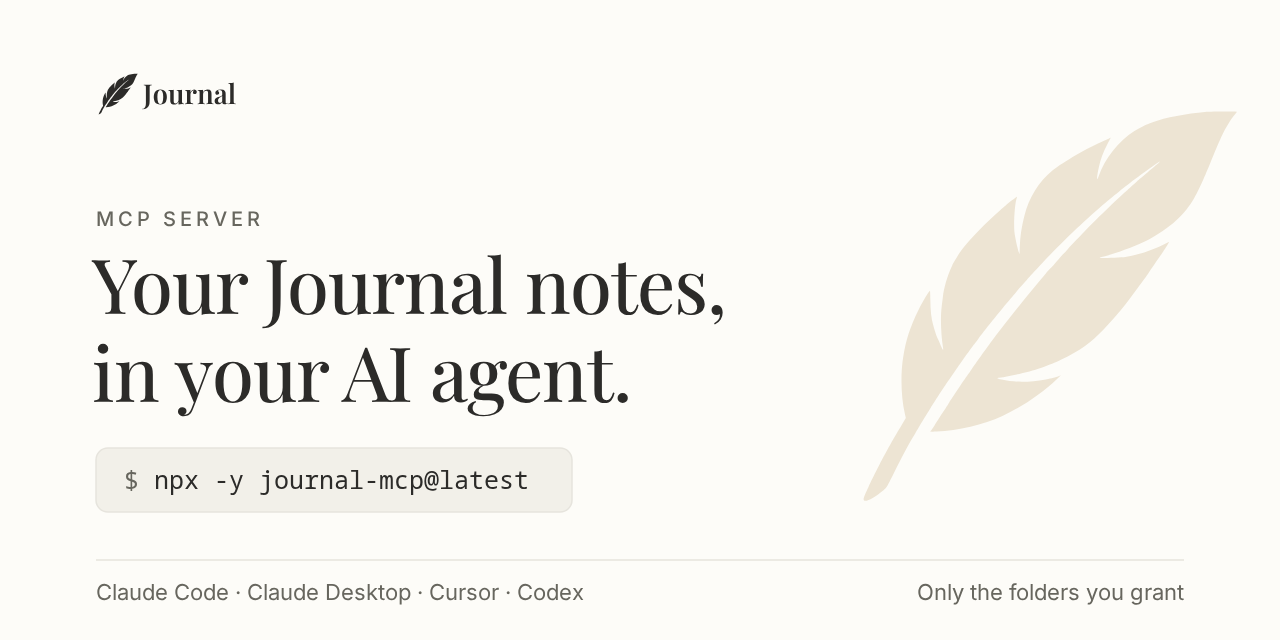 Journal
MCP SERVER
Your Journal notes,
in your AI agent.
$ npx -y journal-mcp@latest
Claude Code · Claude Desktop · Cursor · Codex
Only the folders you grant